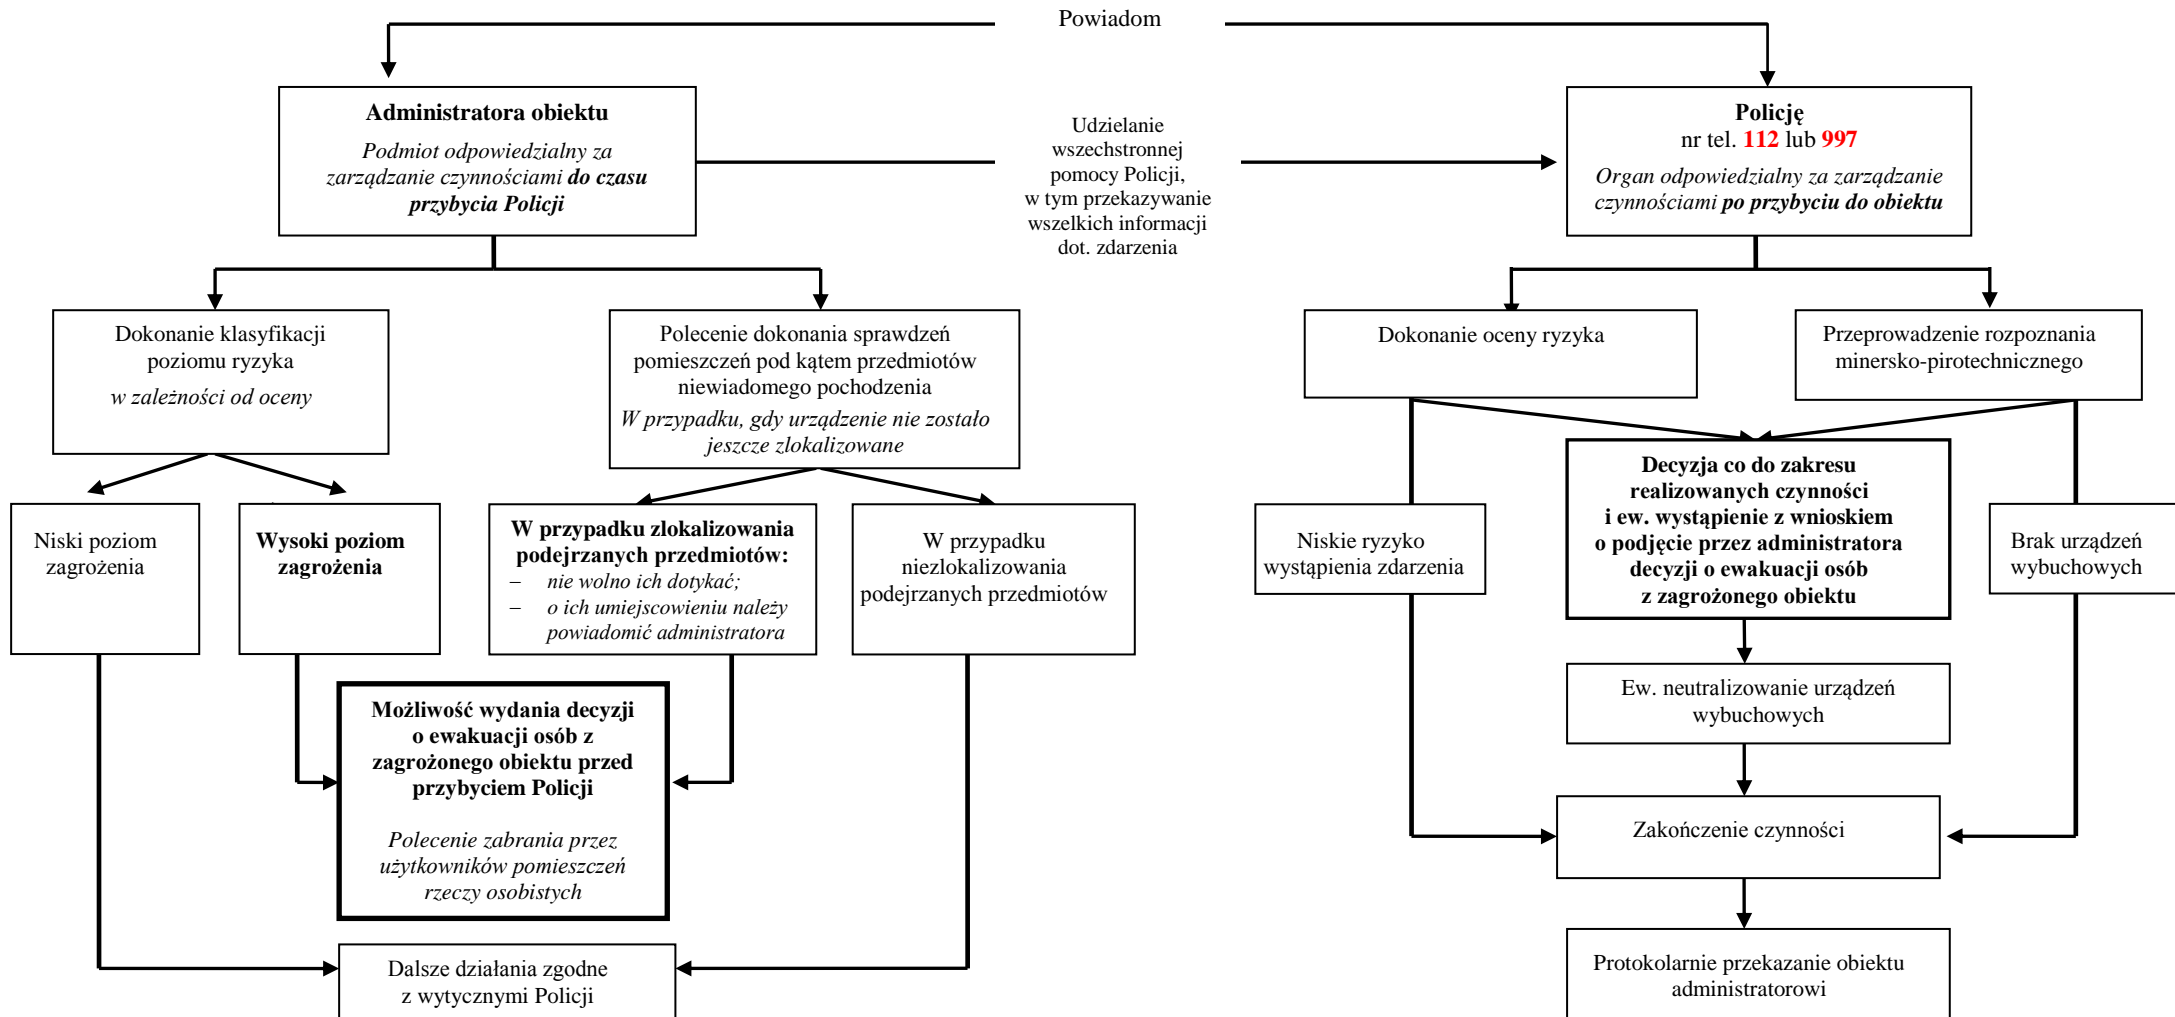 Powiadom
Administratora obiektu
Podmiot odpowiedzialny za
zarządzanie czynnościami do czasu
przybycia Policji
Udzielanie
wszechstronnej
pomocy Policji,
w tym przekazywanie
wszelkich informacji
dot. zdarzenia
Policję
nr tel. 112 lub 997
Organ odpowiedzialny za zarządzanie
czynnościami po przybyciu do obiektu
Dokonanie klasyfikacji
poziomu ryzyka
w zależności od oceny
Polecenie dokonania sprawdzeń
pomieszczeń pod kątem przedmiotów
niewiadomego pochodzenia
W przypadku, gdy urządzenie nie zostało
jeszcze zlokalizowane
Dokonanie oceny ryzyka
Przeprowadzenie rozpoznania
minersko-pirotechnicznego
Niski poziom
zagrożenia
Wysoki poziom
zagrożenia
W przypadku zlokalizowania
podejrzanych przedmiotów:
– nie wolno ich dotykać;
– o ich umiejscowieniu należy
powiadomić administratora
W przypadku
niezlokalizowania
podejrzanych przedmiotów
Niskie ryzyko
wystąpienia zdarzenia
Decyzja co do zakresu
realizowanych czynności
i ew. wystąpienie z wnioskiem
o podjęcie przez administratora
decyzji o ewakuacji osób
z zagrożonego obiektu
Brak urządzeń
wybuchowych
Możliwość wydania decyzji
o ewakuacji osób z
zagrożonego obiektu przed
przybyciem Policji
Polecenie zabrania przez
użytkowników pomieszczeń
rzeczy osobistych
Ew. neutralizowanie urządzeń
wybuchowych
Zakończenie czynności
Dalsze działania zgodne
z wytycznymi Policji
Protokolarnie przekazanie obiektu
administratorowi